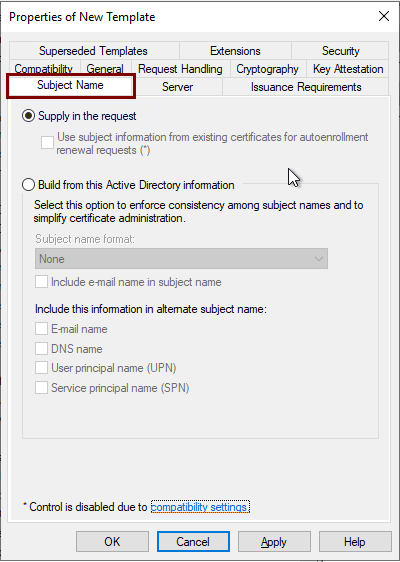 Properties of New Template
Superseded Templates Extensions Security
Compatibility General Request Handling Cryptography Key Attestation
Subject Name Server Issuance Requirements
Supply in the request
Use subject information from existing certificates for autoenrollment
renewal requests (*)
Build from this Active Directory information
Select this option to enforce consistency among subject names and to
simplify certificate administration.
Subject name format:
None
Include e-mail name in subject name
Include this information in alternate subject name:
E-mail name
DNS name
User principal name (UPN)
Service principal name (SPN)
* Control is disabled due to compatibility settings.
OK Cancel Apply Help